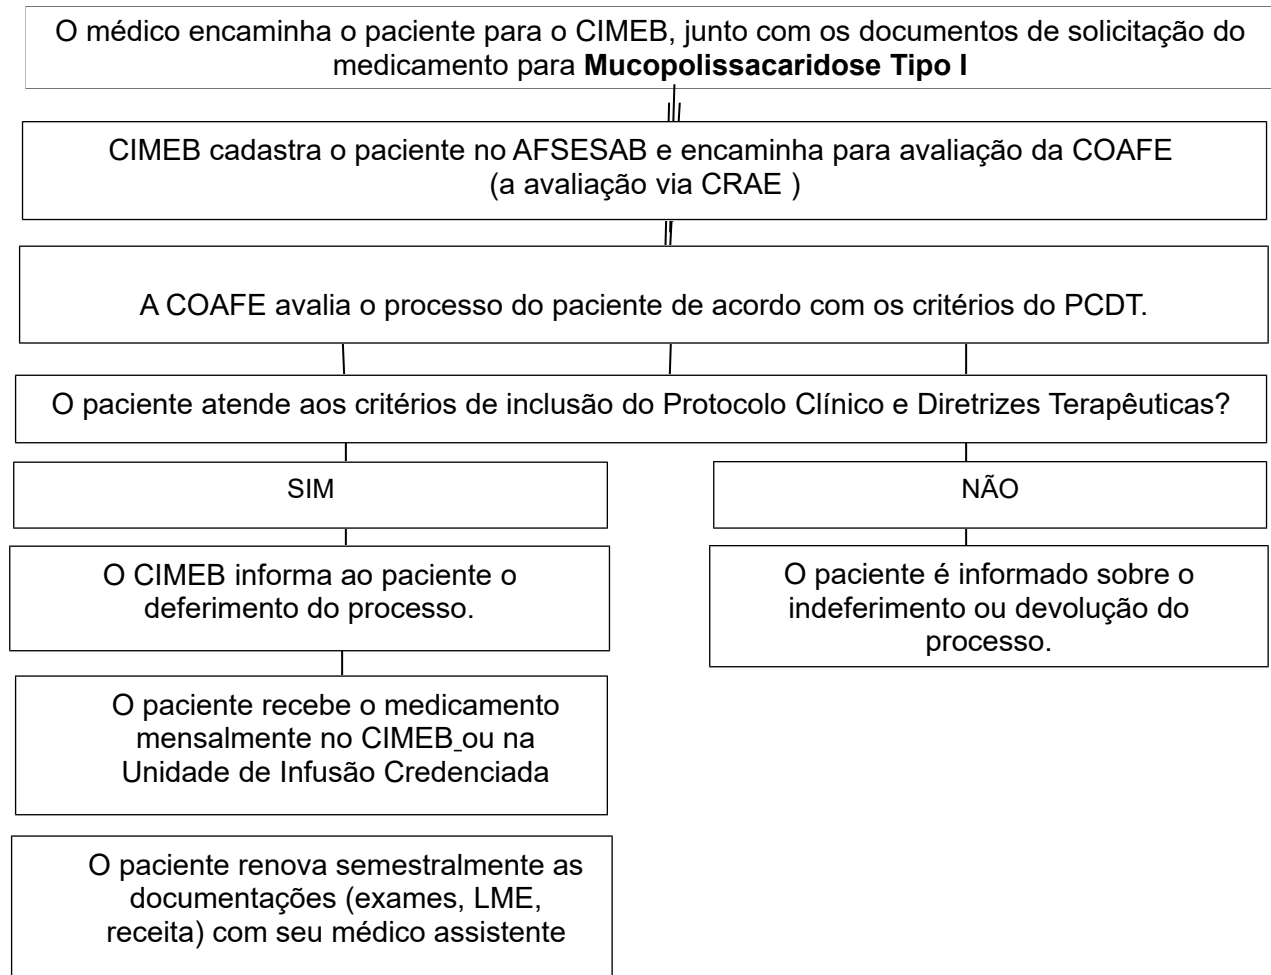 O médico encaminha o paciente para o CIMEB, junto com os documentos de solicitação do
medicamento para Mucopolissacaridose Tipo I
CIMEB cadastra o paciente no AFSESAB e encaminha para avaliação da COAFE
(a avaliação via CRAE )
A COAFE avalia o processo do paciente de acordo com os critérios do PCDT.
O paciente atende aos critérios de inclusão do Protocolo Clínico e Diretrizes Terapêuticas?
SIM
NÃO
O CIMEB informa ao paciente o
deferimento do processo.
O paciente é informado sobre o
indeferimento ou devolução do
processo.
O paciente recebe o medicamento
mensalmente no CIMEB ou na
Unidade de Infusão Credenciada
O paciente renova semestralmente as
documentações (exames, LME,
receita) com seu médico assistente